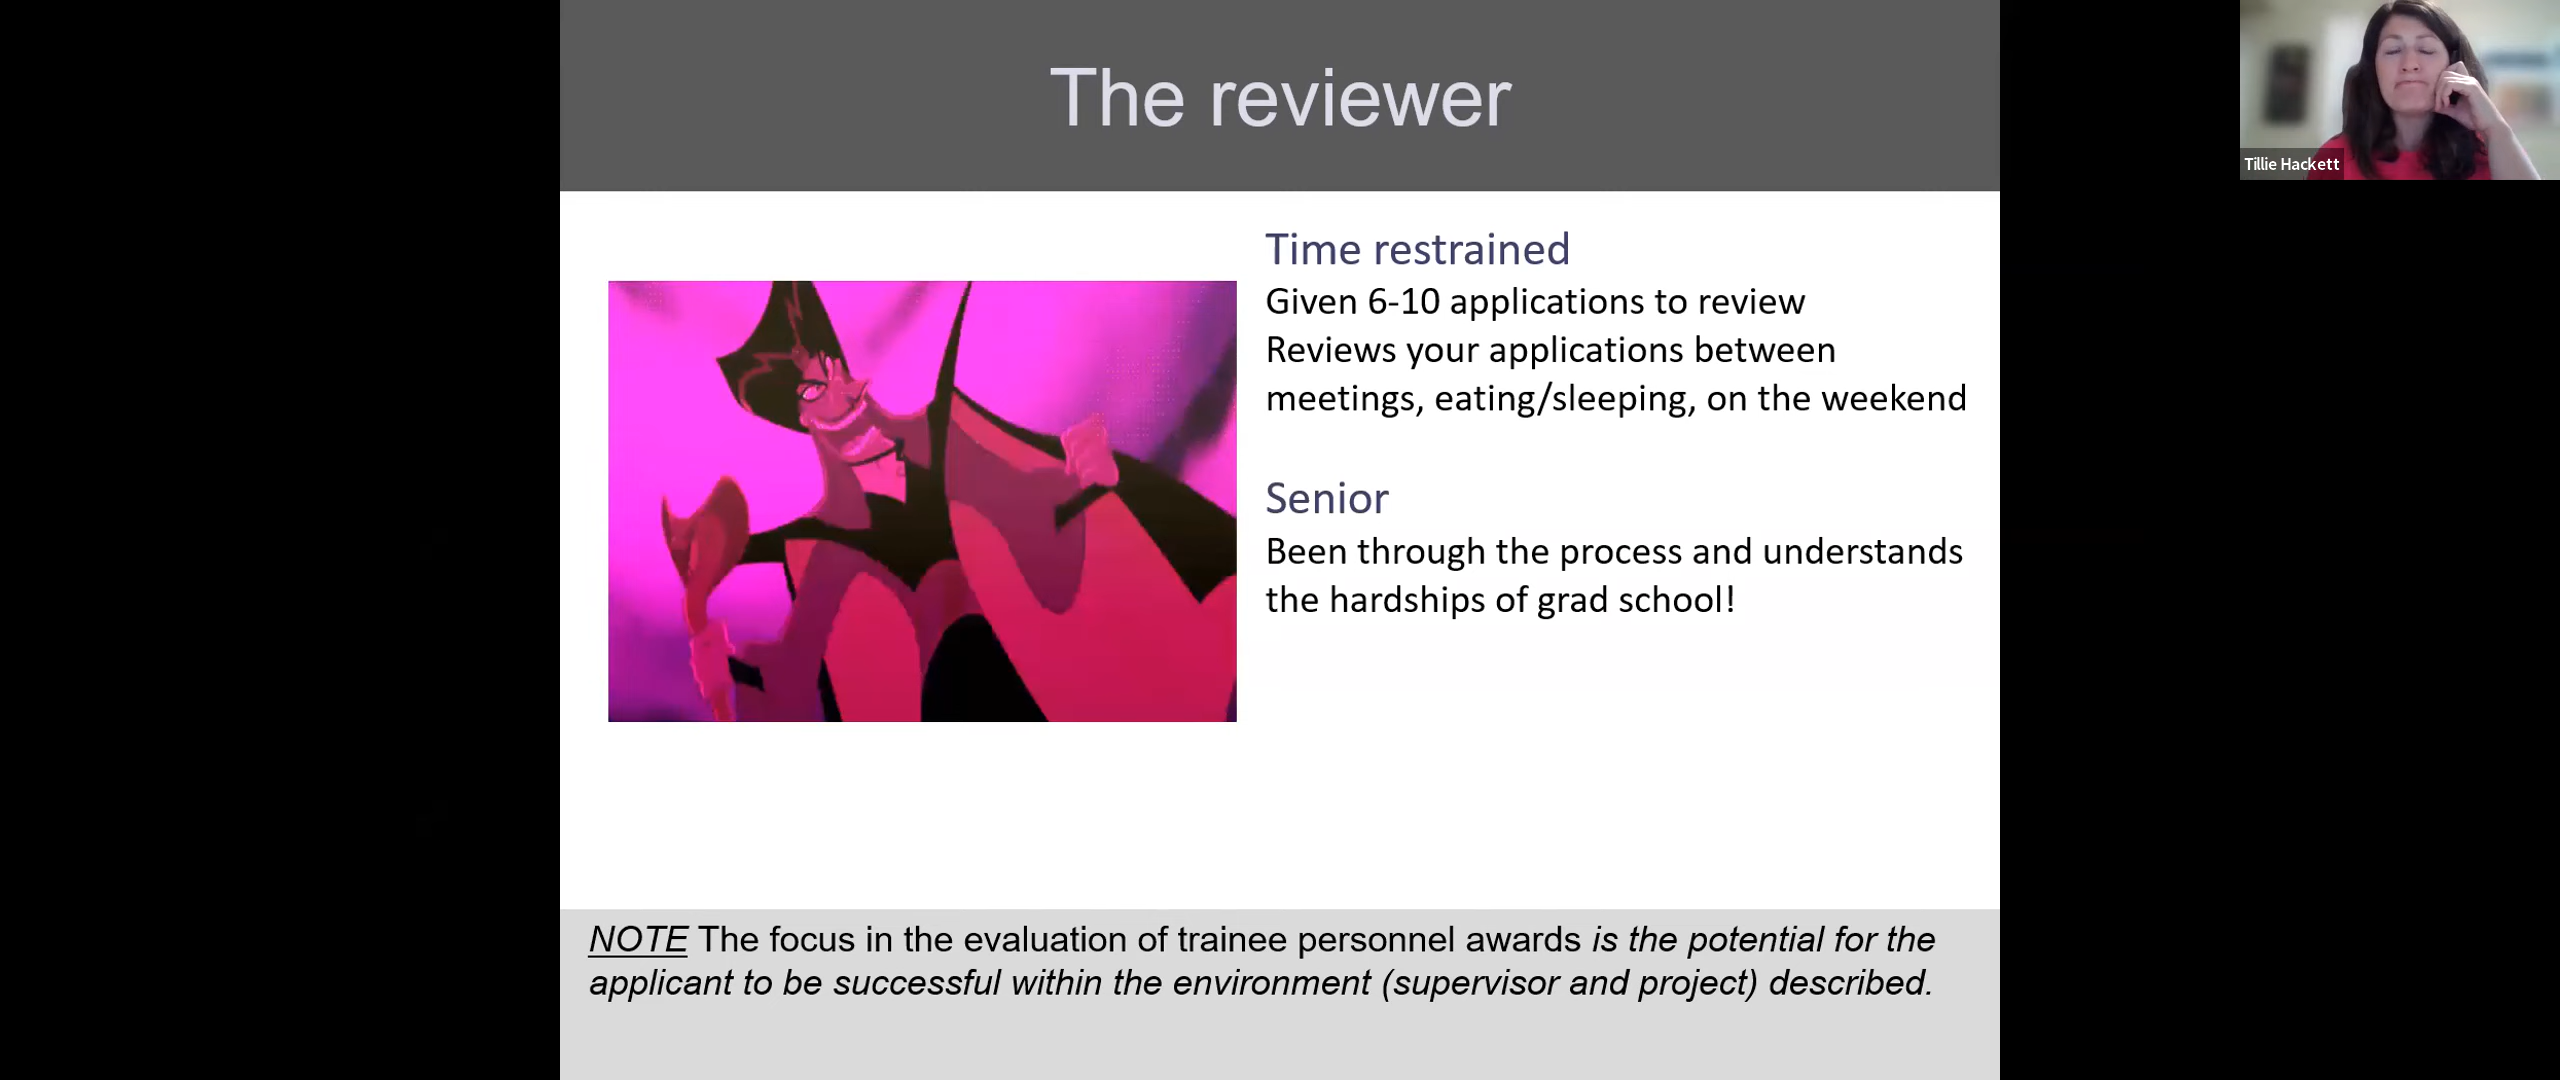 The reviewer
Tillie Hackett
Time restrained
Given 6-10 applications to review
Reviews your applications between
meetings, eating/sleeping, on the weekend
Senior
Been through the process and understands
the hardships of grad school!
NOTE The focus in the evaluation of trainee personnel awards is the potential for the
applicant to be successful within the environment (supervisor and project) described.